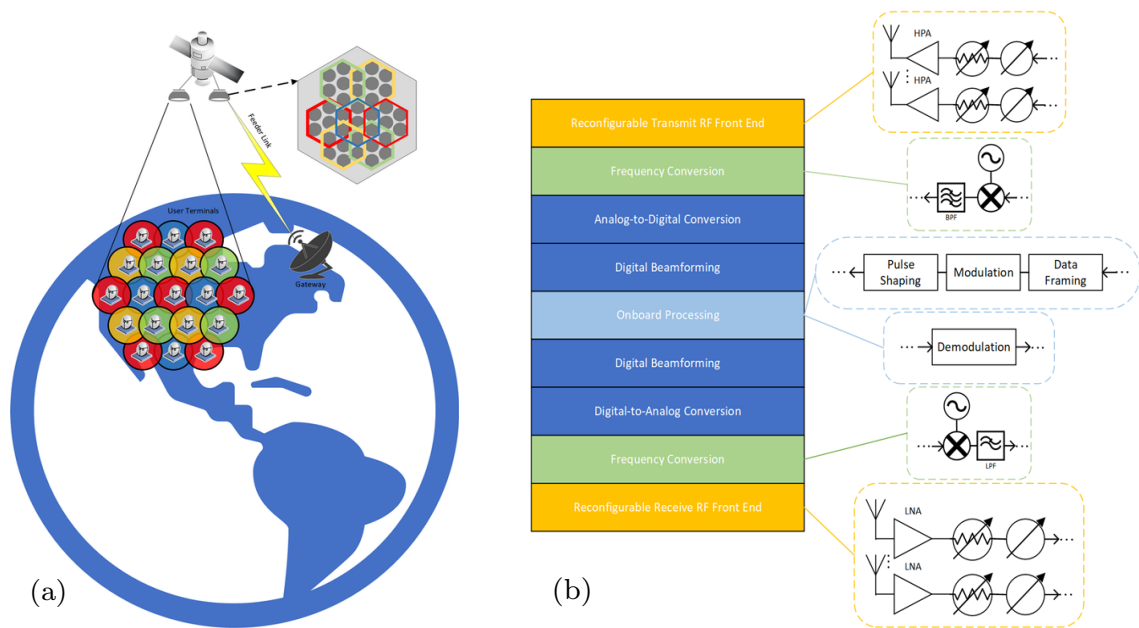 Feeder Link
User Terminals
Gateway
(a)
Reconfigurable Transmit RF Front End
Frequency Conversion
Analog-to-Digital Conversion
Digital Beamforming
Onboard Processing
Digital Beamforming
Digital-to-Analog Conversion
Frequency Conversion
Reconfigurable Receive RF Front End
HPA
HPA
BPF
Pulse
Shaping
Modulation
Data
Framing
Demodulation
LPF
LNA
LNA
(b)